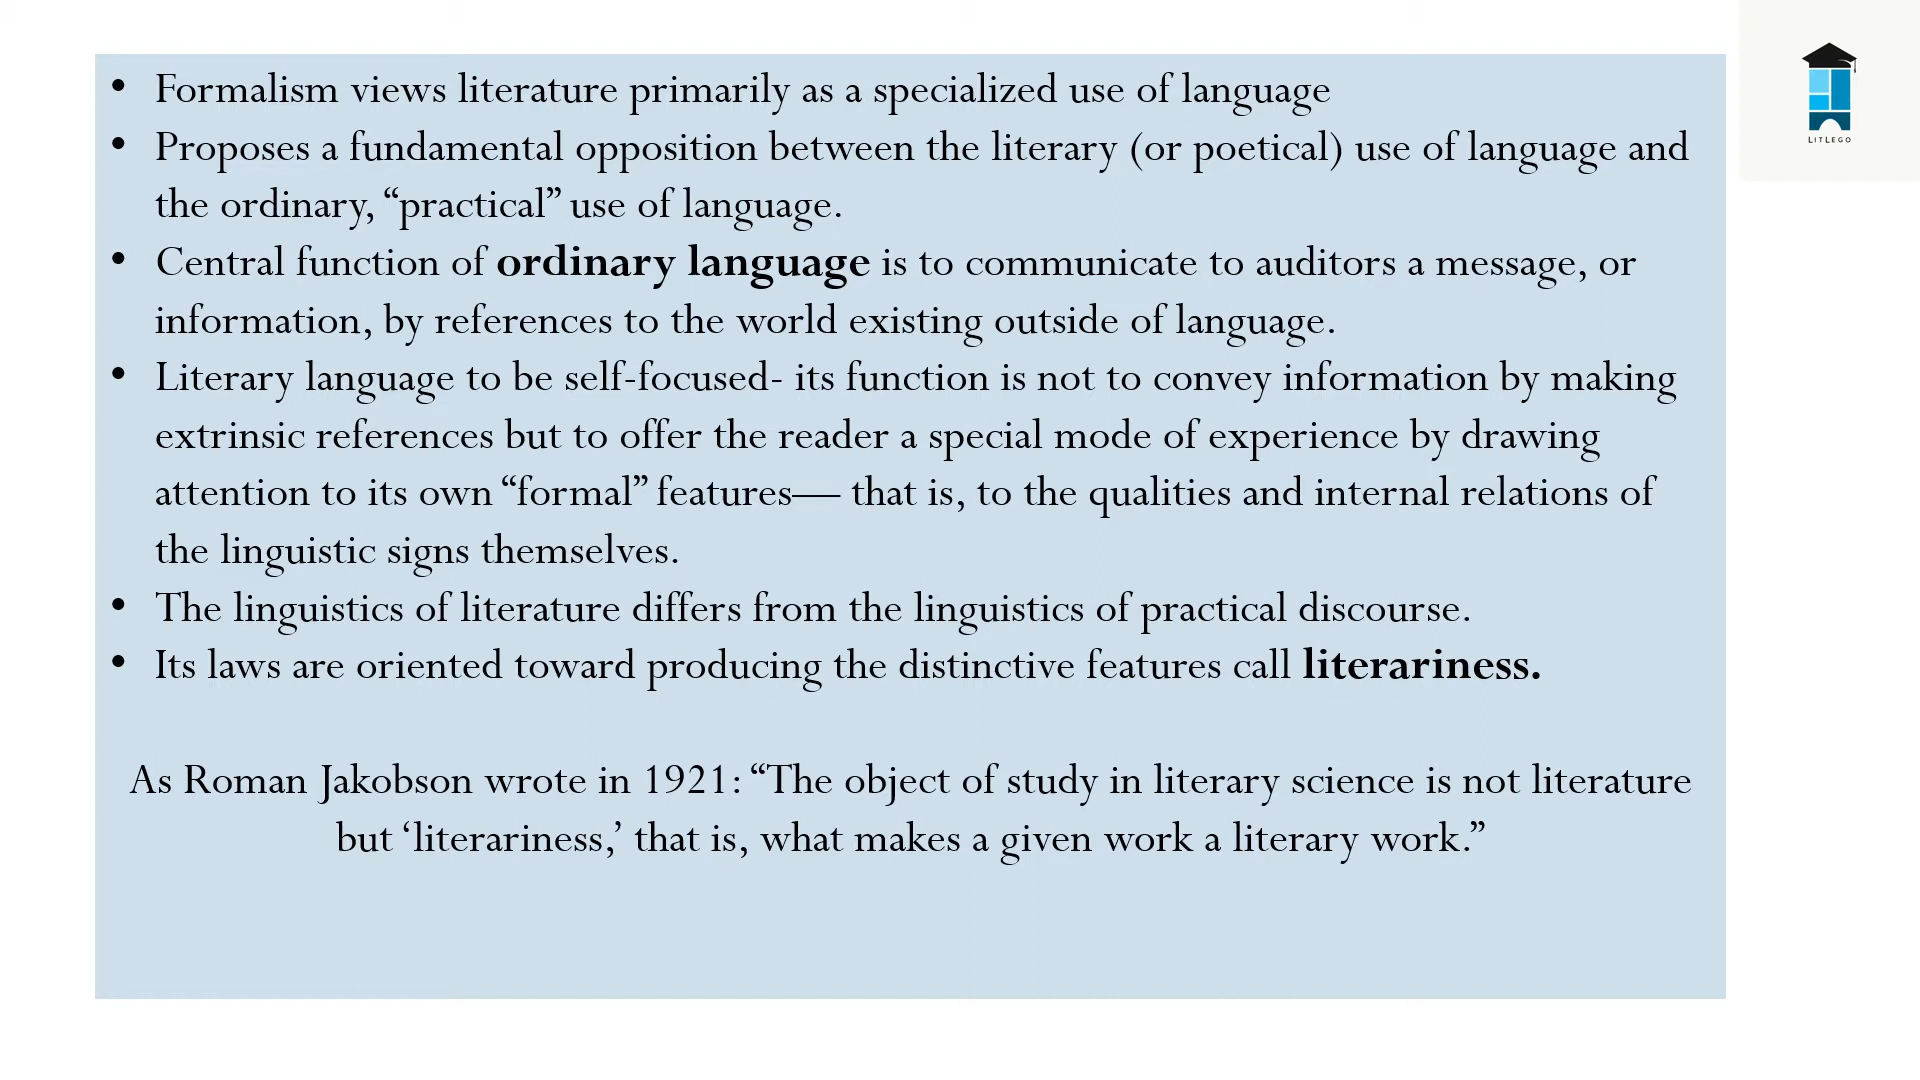 • Formalism views literature primarily as a specialized use of language
• Proposes a fundamental opposition between the literary (or poetical) use of language and
the ordinary, “practical” use of language.
• Central function of ordinary language is to communicate to auditors a message, or
information, by references to the world existing outside of language.
• Literary language to be self-focused- its function is not to convey information by making
extrinsic references but to offer the reader a special mode of experience by drawing
attention to its own “formal” features— that is, to the qualities and internal relations of
the linguistic signs themselves.
• The linguistics of literature differs from the linguistics of practical discourse.
• Its laws are oriented toward producing the distinctive features call literariness.
As Roman Jakobson wrote in 1921: “The object of study in literary science is not literature
but ‘literariness,’ that is, what makes a given work a literary work.”
LITLEGO